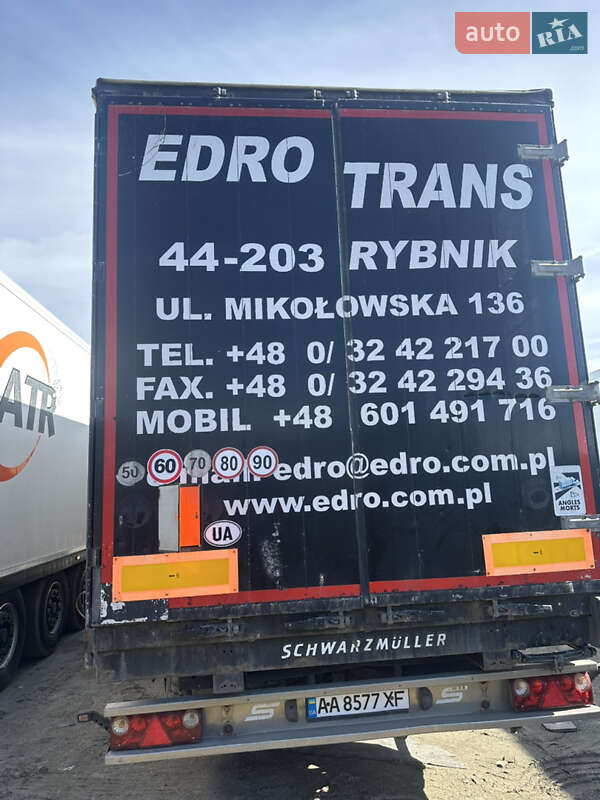 auto RIA .com
EDRO TRANS
44-203 RYBNIK
UL. MIKOŁOWSKA 136
TEL. +48 0/ 32 42 217 00
FAX. +48 0/ 32 42 294 36
MOBIL +48 601 491 716
50 60 70 80 90
edro@edro.com.pl
www.edro.com.pl
UA
ANGLES
MORTS
SCHWARZMÜLLER
AA 8577 XF
ATR